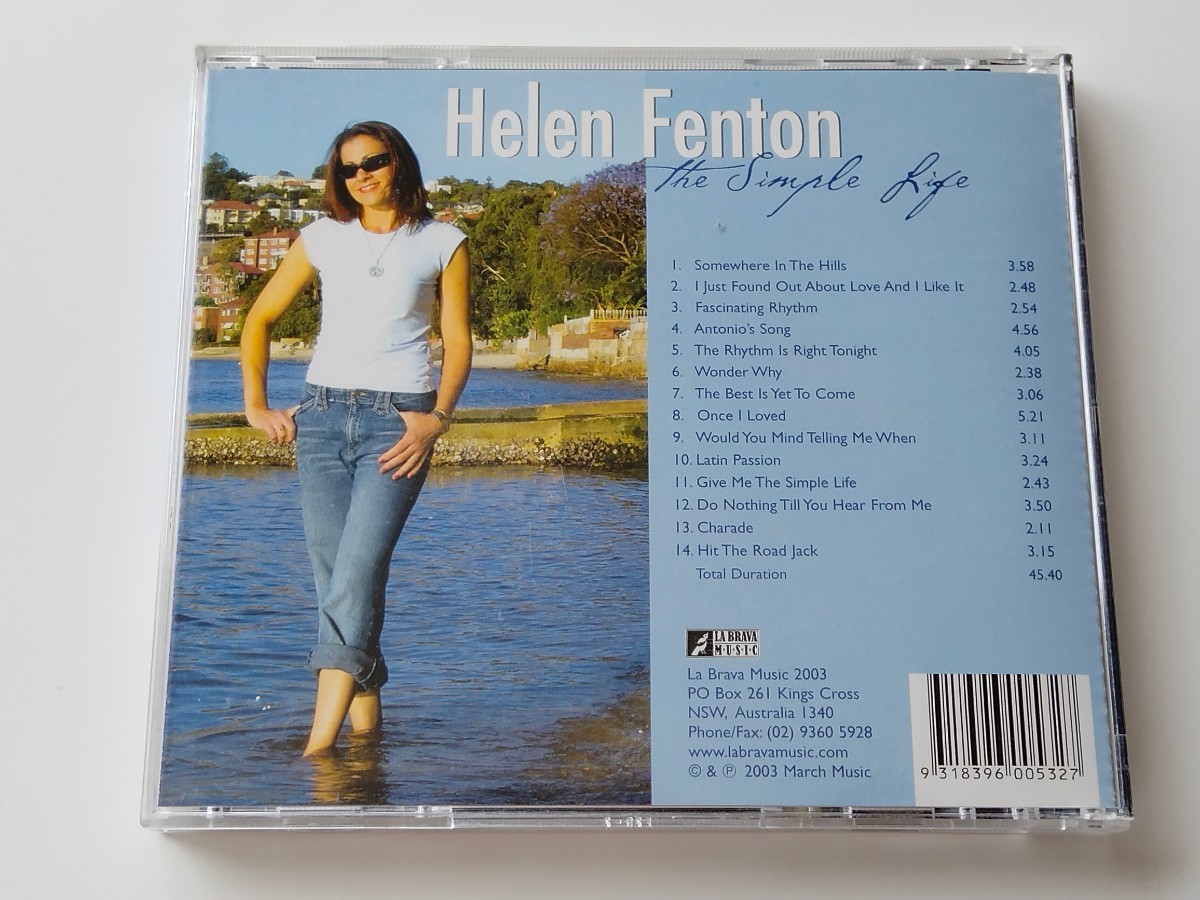 Helen Fenton
The Simple Life
1. Somewhere In The Hills 3.58
2. I Just Found Out About Love And I Like It 2.48
3. Fascinating Rhythm 2.54
4. Antonio's Song 4.56
5. The Rhythm Is Right Tonight 4.05
6. Wonder Why 2.38
7. The Best Is Yet To Come 3.06
8. Once I Loved 5.21
9. Would You Mind Telling Me When 3.11
10. Latin Passion 3.24
11. Give Me The Simple Life 2.43
12. Do Nothing Till You Hear From Me 3.50
13. Charade 2.11
14. Hit The Road Jack 3.15
Total Duration 45.40
LA BRAVA
M·U·S·I·C
La Brava Music 2003
PO Box 261 Kings Cross
NSW, Australia 1340
Phone/Fax: (02) 9360 5928
www.labravamusic.com
© & ℗ 2003 March Music
9 318396 005327